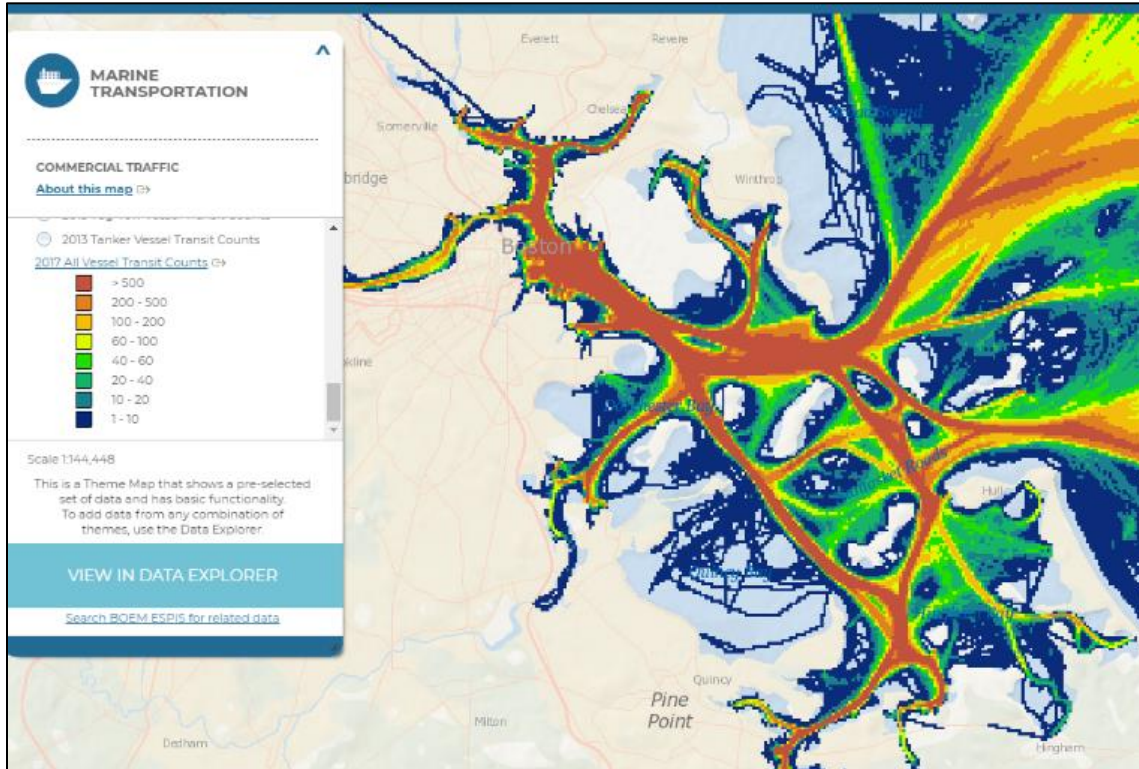 MARINE
TRANSPORTATION
^
COMMERCIAL TRAFFIC
About this map
2013 Tanker Vessel Transit Counts
2017 All Vessel Transit Counts
> 500
200 - 500
100 - 200
60 - 100
40 - 60
20 - 40
10 - 20
1 - 10
Scale 1:144,448
This is a Theme Map that shows a pre-selected
set of data and has basic functionality.
To add data from any combination of
themes, use the Data Explorer.
VIEW IN DATA EXPLORER
Search BOEM ESPIS for related data
Everett
Revere
Chelsea
Somerville
bridge
Winthrop
Boston
kline
Hull
Quincy
Pine
Point
Milton
Dedham
Hingham